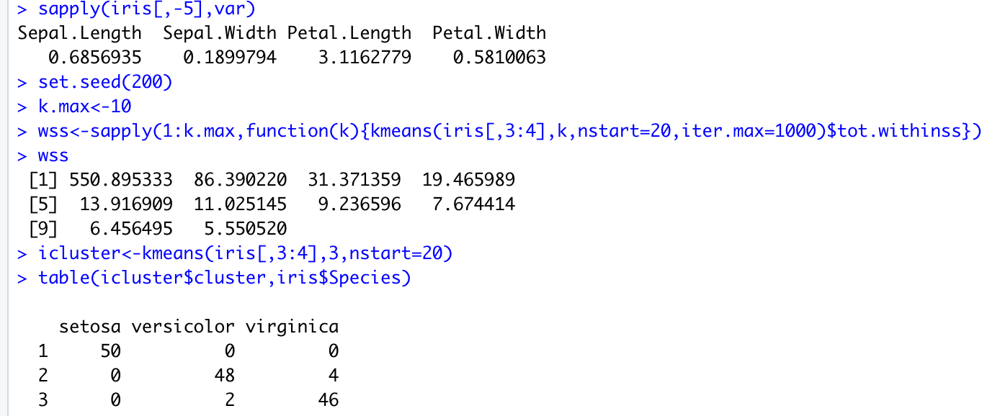 > sapply(iris[,-5],var)
Sepal.Length  Sepal.Width Petal.Length  Petal.Width
   0.6856935    0.1899794    3.1162779    0.5810063
> set.seed(200)
> k.max<-10
> wss<-sapply(1:k.max,function(k){kmeans(iris[,3:4],k,nstart=20,iter.max=1000)$tot.withinss})
> wss
 [1] 550.895333  86.390220  31.371359  19.465989
 [5]  13.916909  11.025145   9.236596   7.674414
 [9]   6.456495   5.550520
> icluster<-kmeans(iris[,3:4],3,nstart=20)
> table(icluster$cluster,iris$Species)
    setosa versicolor virginica
  1     50          0         0
  2      0         48         4
  3      0          2        46